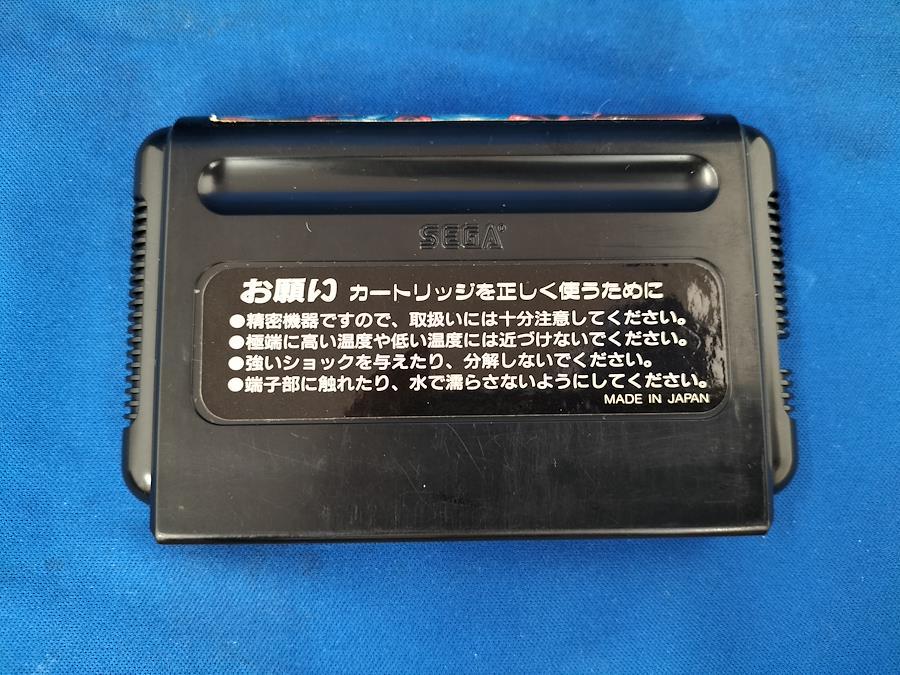 SEGA®
お願い カートリッジを正しく使うために
●精密機器ですので、取扱いには十分注意してください。
●極端に高い温度や低い温度には近づけないでください。
●強いショックを与えたり、分解しないでください。
●端子部に触れたり、水で濡らさないようにしてください。
MADE IN JAPAN